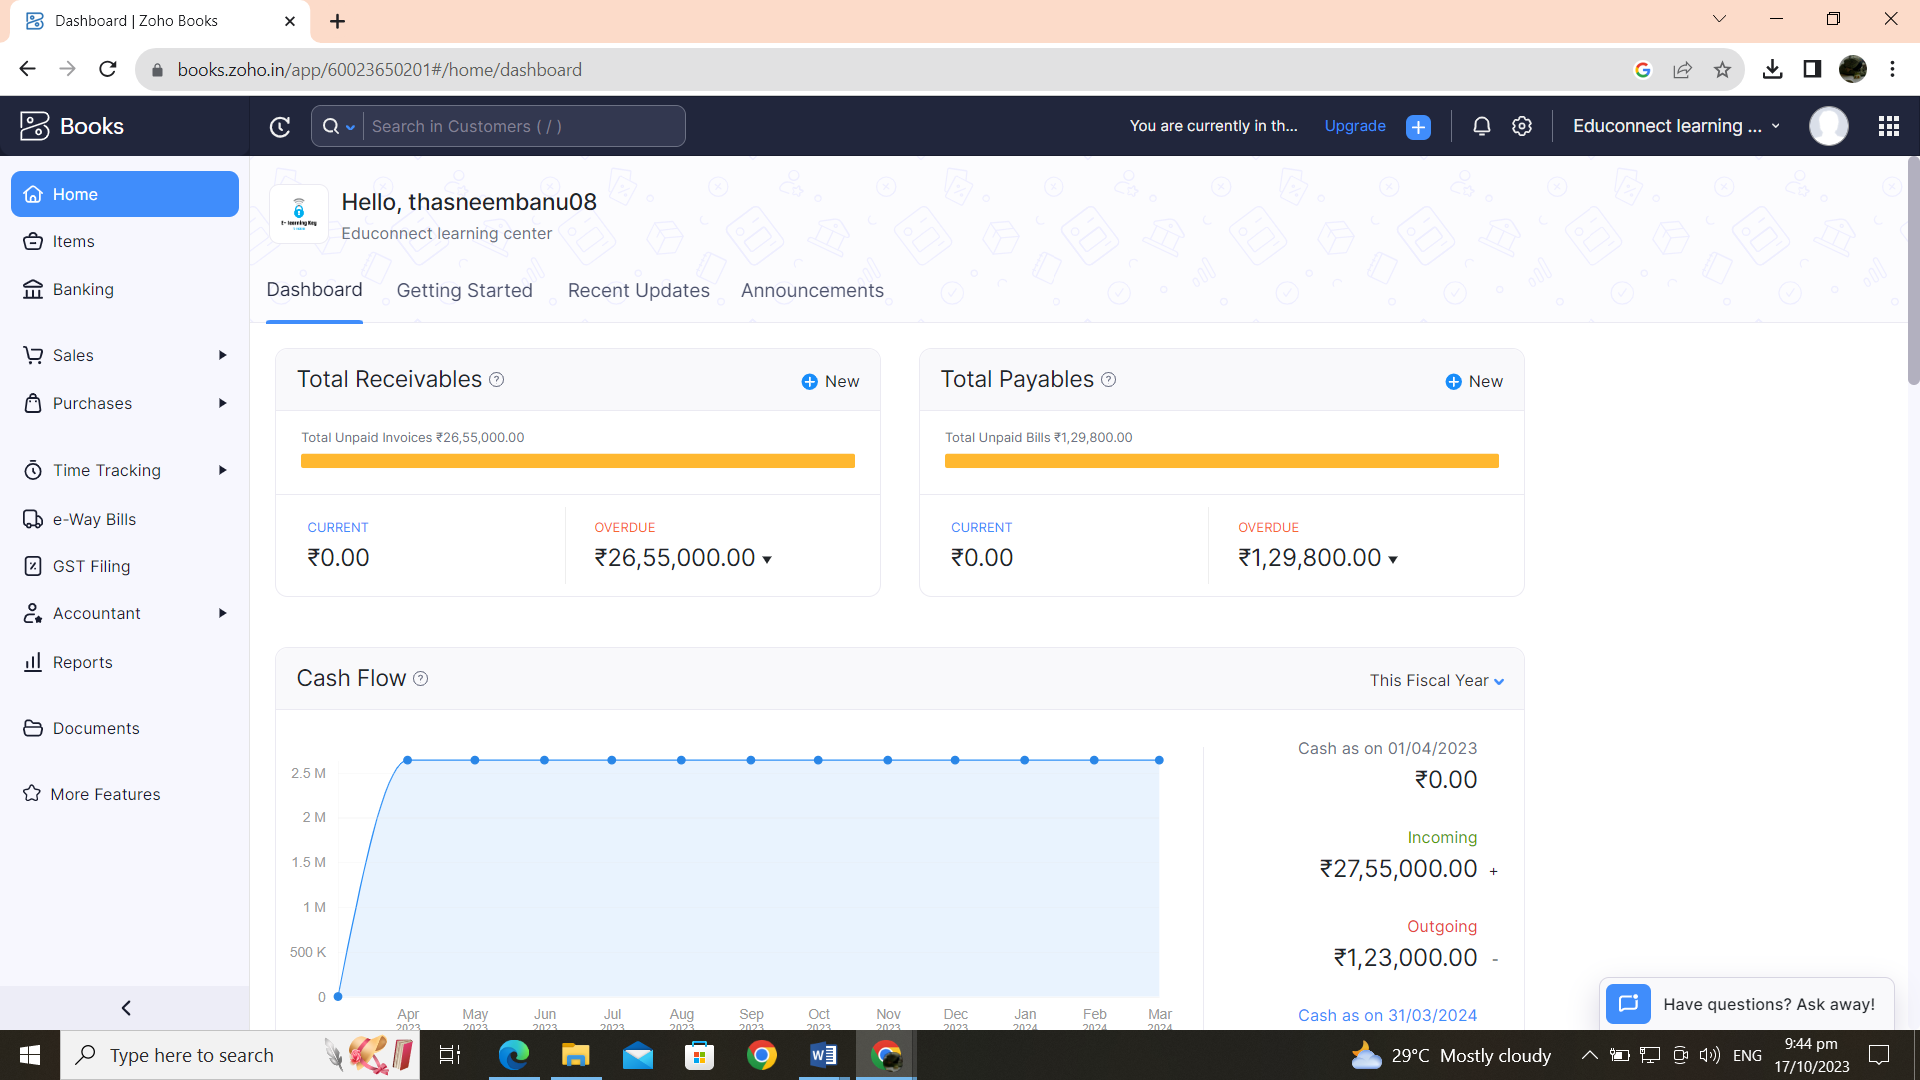 Dashboard | Zoho Books
books.zoho.in/app/60023650201#/home/dashboard
Books
Search in Customers ( / )
You are currently in th...
Upgrade
Educonnect learning ...
Home
Items
Banking
Sales
Purchases
Time Tracking
e-Way Bills
GST Filing
Accountant
Reports
Documents
More Features
E- learning Key
Hello, thasneembanu08
Educonnect learning center
Dashboard
Getting Started
Recent Updates
Announcements
Total Receivables
New
Total Unpaid Invoices ₹26,55,000.00
CURRENT
₹0.00
OVERDUE
₹26,55,000.00
Total Payables
New
Total Unpaid Bills ₹1,29,800.00
CURRENT
₹0.00
OVERDUE
₹1,29,800.00
Cash Flow
This Fiscal Year
2.5 M
2 M
1.5 M
1 M
500 K
0
Apr 2023
May 2023
Jun 2023
Jul 2023
Aug 2023
Sep 2023
Oct 2023
Nov 2023
Dec 2023
Jan 2024
Feb 2024
Mar 2024
Cash as on 01/04/2023
₹0.00
Incoming
₹27,55,000.00 +
Outgoing
₹1,23,000.00 -
Cash as on 31/03/2024
Have questions? Ask away!
Type here to search
29°C Mostly cloudy
ENG
9:44 pm
17/10/2023